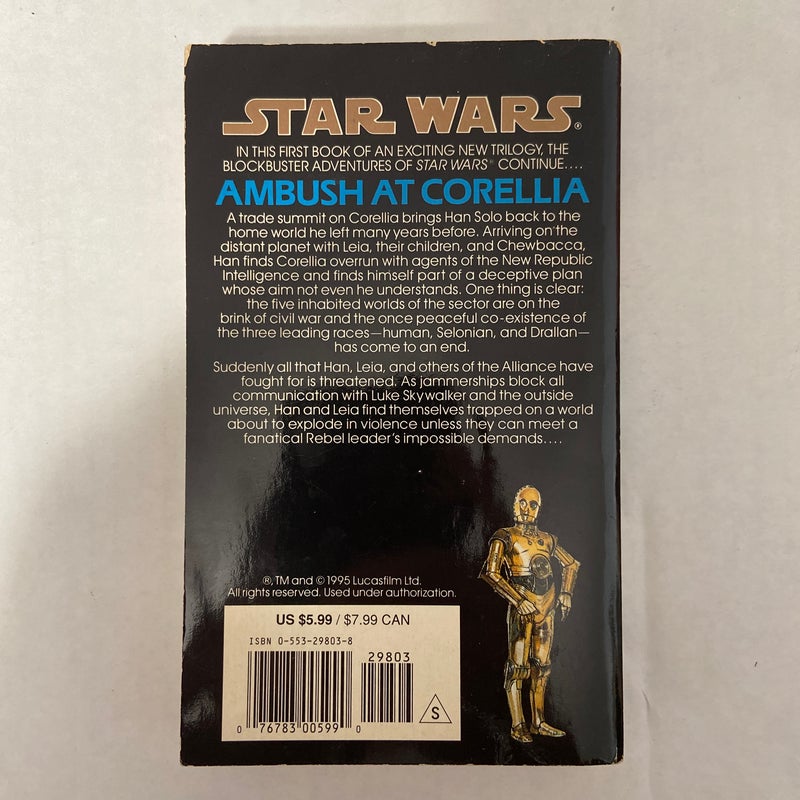 STAR WARS®
IN THIS FIRST BOOK OF AN EXCITING NEW TRILOGY, THE
BLOCKBUSTER ADVENTURES OF STAR WARS® CONTINUE....
AMBUSH AT CORELLIA
A trade summit on Corellia brings Han Solo back to the
home world he left many years before. Arriving on the
distant planet with Leia, their children, and Chewbacca,
Han finds Corellia overrun with agents of the New Republic
Intelligence and finds himself part of a deceptive plan
whose aim not even he understands. One thing is clear:
the five inhabited worlds of the sector are on the
brink of civil war and the once peaceful co-existence of
the three leading races—human, Selonian, and Drallan—
has come to an end.
Suddenly all that Han, Leia, and others of the Alliance have
fought for is threatened. As jammerships block all
communication with Luke Skywalker and the outside
universe, Han and Leia find themselves trapped on a world
about to explode in violence unless they can meet a
fanatical Rebel leader's impossible demands....
®, TM and © 1995 Lucasfilm Ltd.
All rights reserved. Used under authorization.
US $5.99 / $7.99 CAN
ISBN 0-553-29803-8
29803
0 76783 00599 0
S